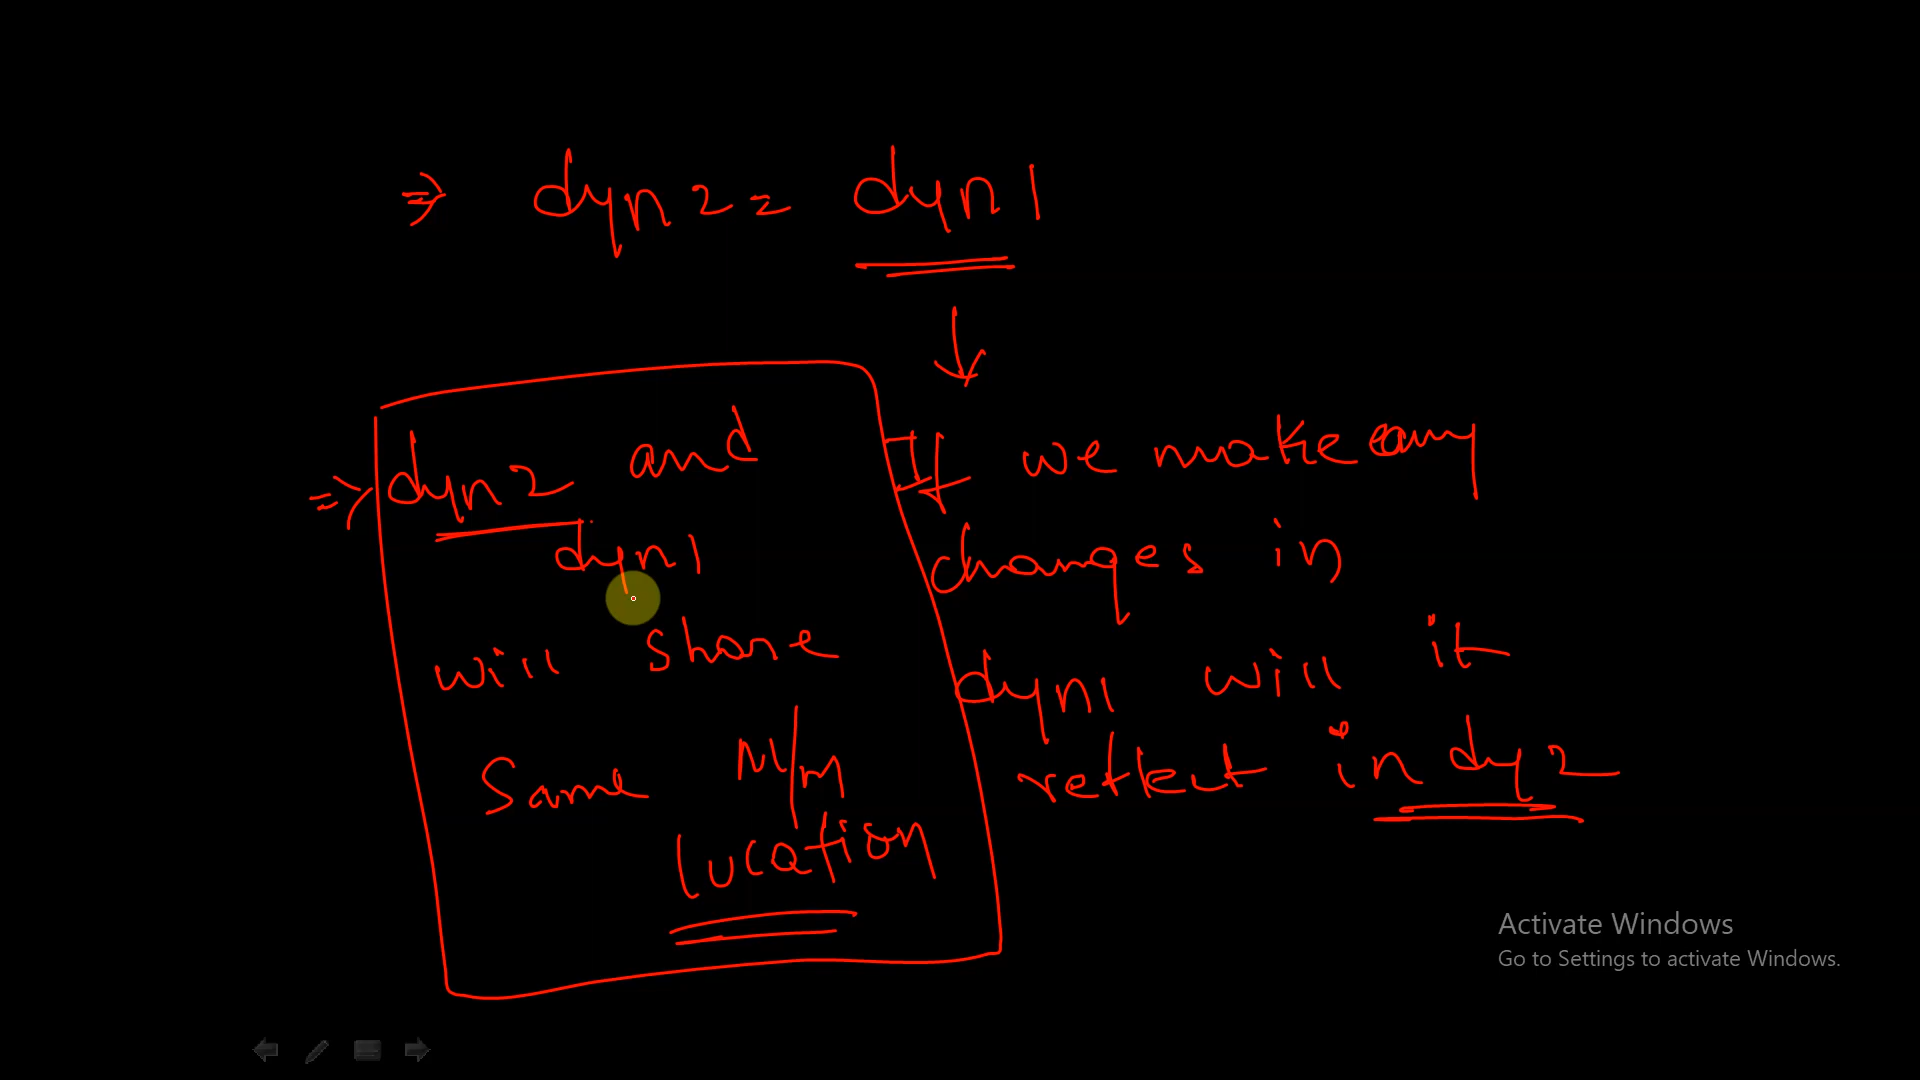 ⇒ dyn2 = dyn1
↓
⇒ dyn2 and
dyn1
will share
Same M/m
location
If we make any
changes in
dyn1 will it
reflect in dy2
Activate Windows
Go to Settings to activate Windows.